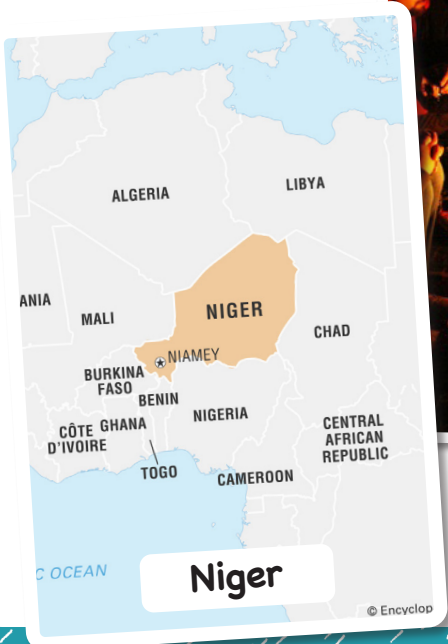 ALGERIA
LIBYA
ANIA
MALI
NIGER
CHAD
NIAMEY
BURKINA
FASO
BENIN
NIGERIA
CÔTE
D'IVOIRE
GHANA
CENTRAL
AFRICAN
REPUBLIC
TOGO
CAMEROON
C OCEAN
Niger
© Encyclop